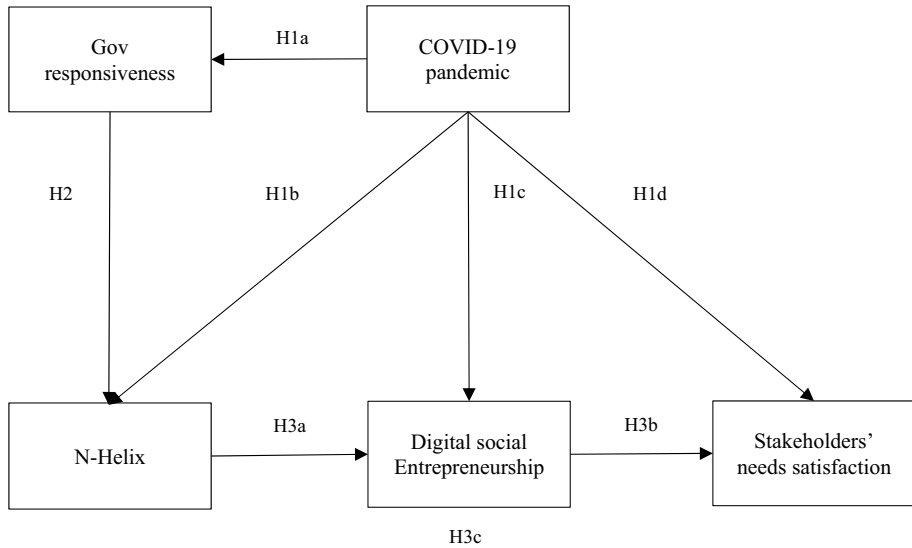 Gov
responsiveness
H1a
COVID-19
pandemic
H2
H1b
H1c
H1d
N-Helix
H3a
Digital social
Entrepreneurship
H3b
Stakeholders’
needs satisfaction
H3c